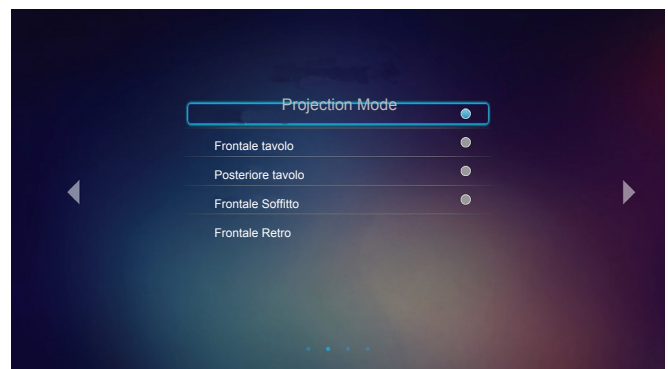 Projection Mode
Frontale tavolo
Posteriore tavolo
Frontale Soffitto
Frontale Retro